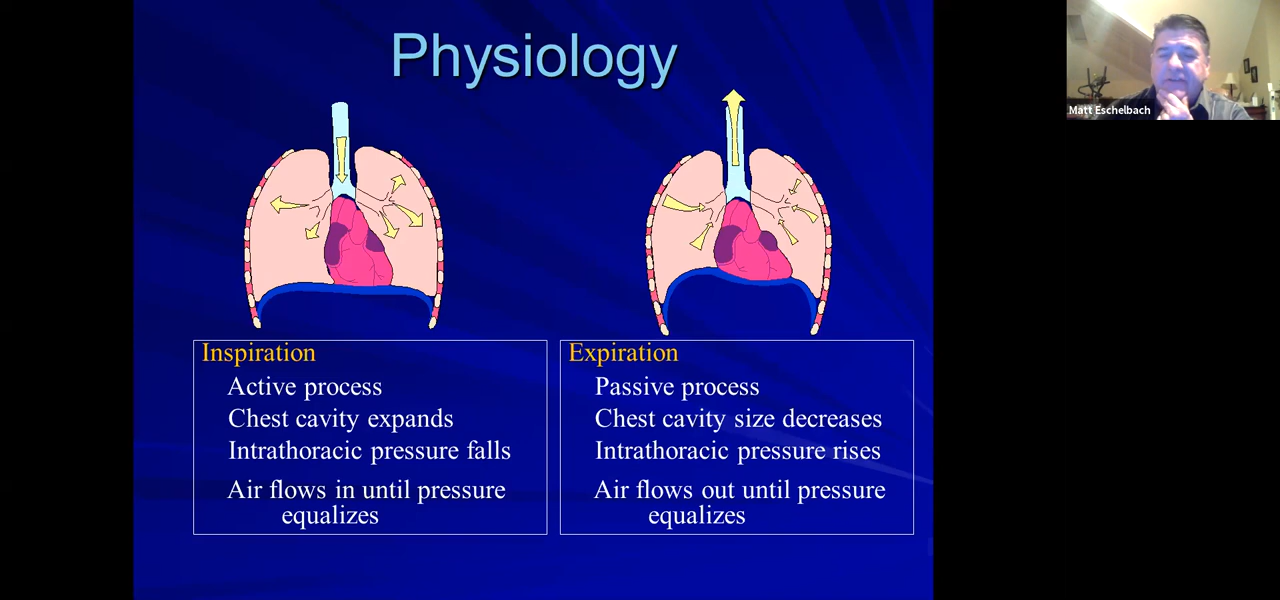 Physiology
Matt Eschelbach
Inspiration
Active process
Chest cavity expands
Intrathoracic pressure falls
Air flows in until pressure
equalizes
Expiration
Passive process
Chest cavity size decreases
Intrathoracic pressure rises
Air flows out until pressure
equalizes